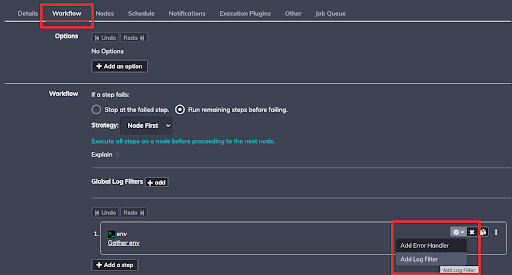 Details Workflow Nodes Schedule Notifications Execution Plugins Other Job Queue
Options Undo Redo
No Options
+ Add an option
Workflow If a step fails:
Stop at the failed step. Run remaining steps before failing.
Strategy: Node First
Execute all steps on a node before proceeding to the next node.
Explain
Global Log Filters + add
Undo Redo
1. env
Gather env
Add Error Handler
Add Log Filter
+ Add a step Add Log Filter